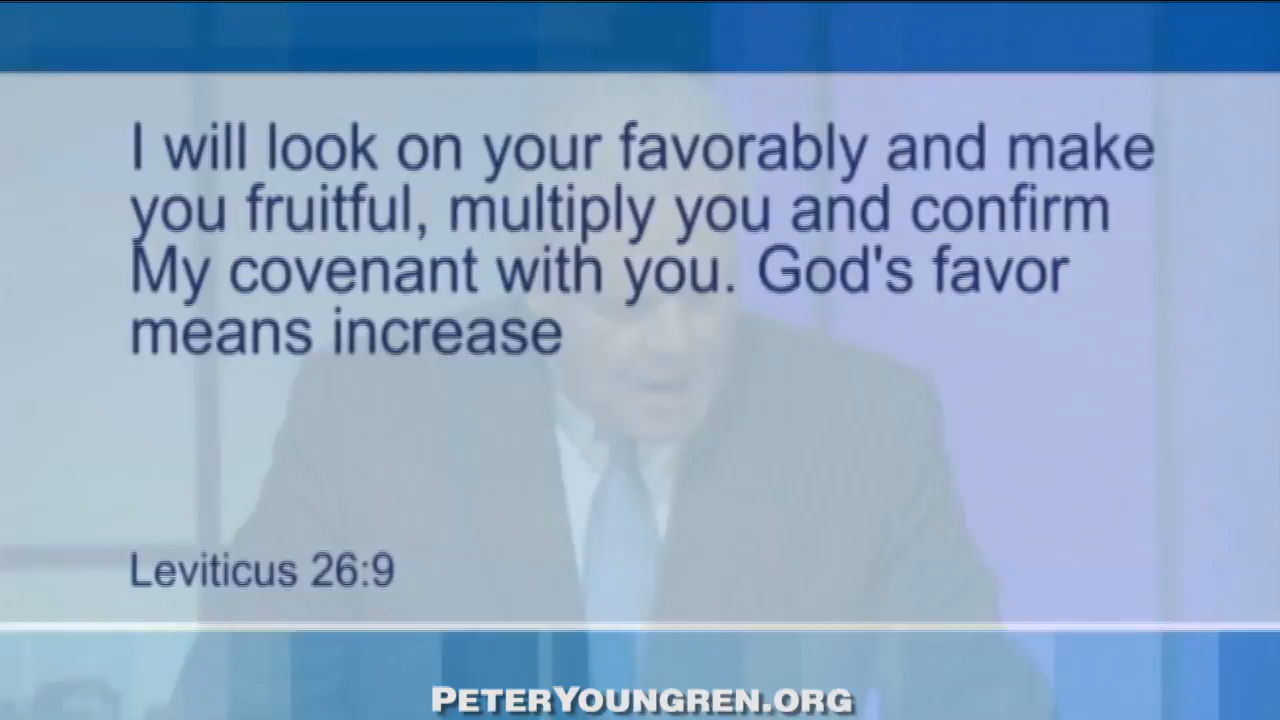 I will look on your favorably and make
you fruitful, multiply you and confirm
My covenant with you. God's favor
means increase
Leviticus 26:9
PETERYOUNGREN.ORG